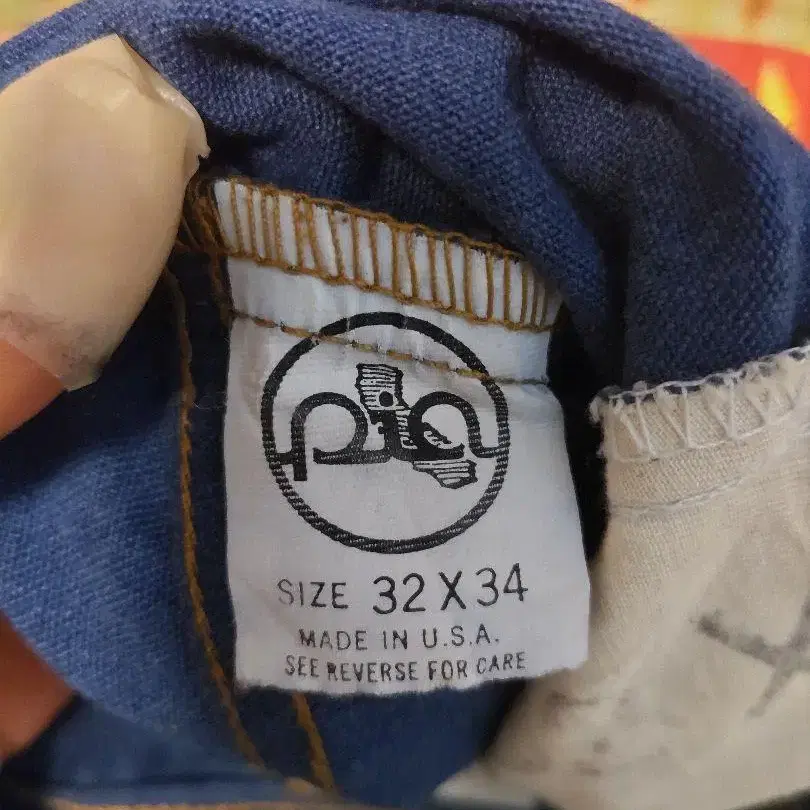 SIZE 32 X 34
MADE IN U.S.A.
SEE REVERSE FOR CARE